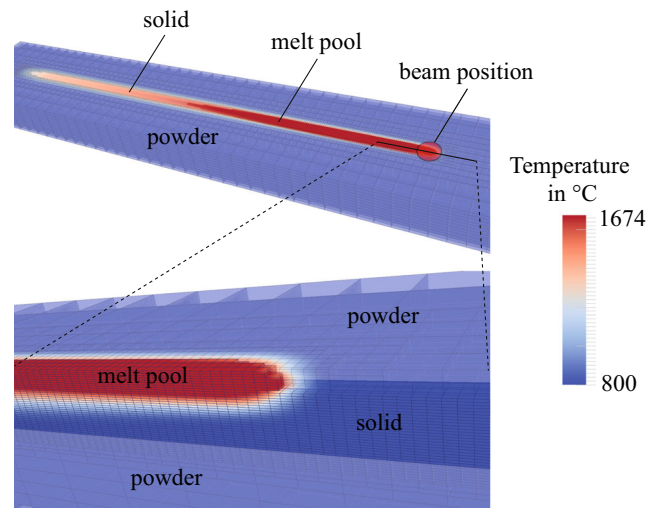 solid
melt pool
beam position
powder
Temperature
in °C
1674
800
powder
melt pool
solid
powder